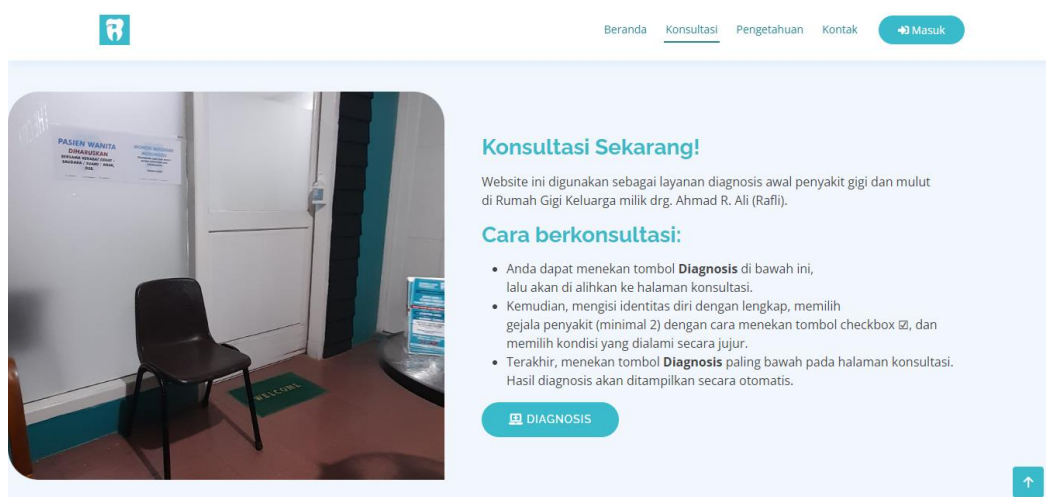 Beranda Konsultasi Pengetahuan Kontak Masuk
PASIEN WANITA
DIHARUSKAN
Konsultasi Sekarang!
Website ini digunakan sebagai layanan diagnosis awal penyakit gigi dan mulut
di Rumah Gigi Keluarga milik drg. Ahmad R. Ali (Rafli).
Cara berkonsultasi:
• Anda dapat menekan tombol Diagnosis di bawah ini,
lalu akan di alihkan ke halaman konsultasi.
• Kemudian, mengisi identitas diri dengan lengkap, memilih
gejala penyakit (minimal 2) dengan cara menekan tombol checkbox ☑, dan
memilih kondisi yang dialami secara jujur.
• Terakhir, menekan tombol Diagnosis paling bawah pada halaman konsultasi.
Hasil diagnosis akan ditampilkan secara otomatis.
DIAGNOSIS
WELCOME